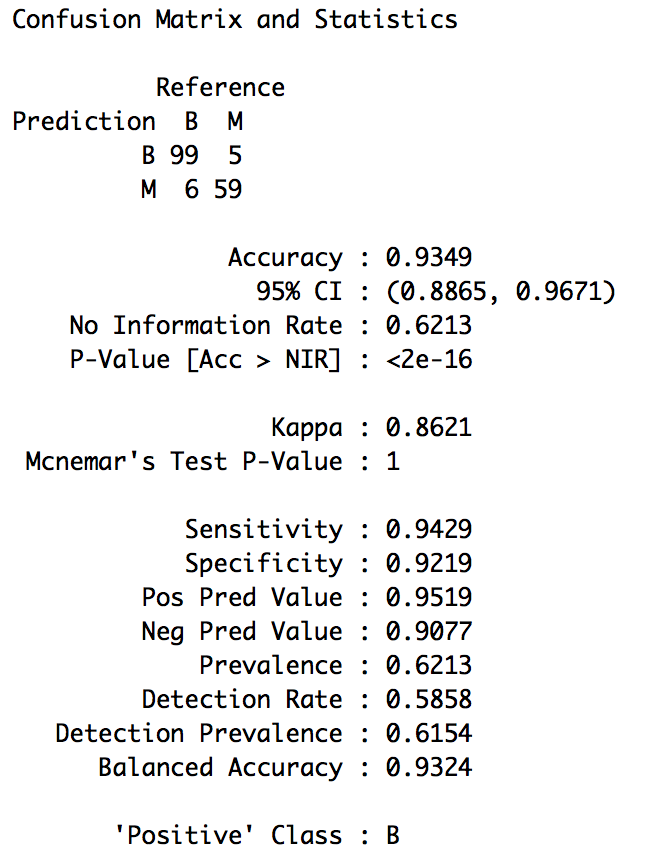 Confusion Matrix and Statistics
Reference
Prediction B M
B 99 5
M 6 59
Accuracy : 0.9349
95% CI : (0.8865, 0.9671)
No Information Rate : 0.6213
P-Value [Acc > NIR] : <2e-16
Kappa : 0.8621
Mcnemar's Test P-Value : 1
Sensitivity : 0.9429
Specificity : 0.9219
Pos Pred Value : 0.9519
Neg Pred Value : 0.9077
Prevalence : 0.6213
Detection Rate : 0.5858
Detection Prevalence : 0.6154
Balanced Accuracy : 0.9324
'Positive' Class : B